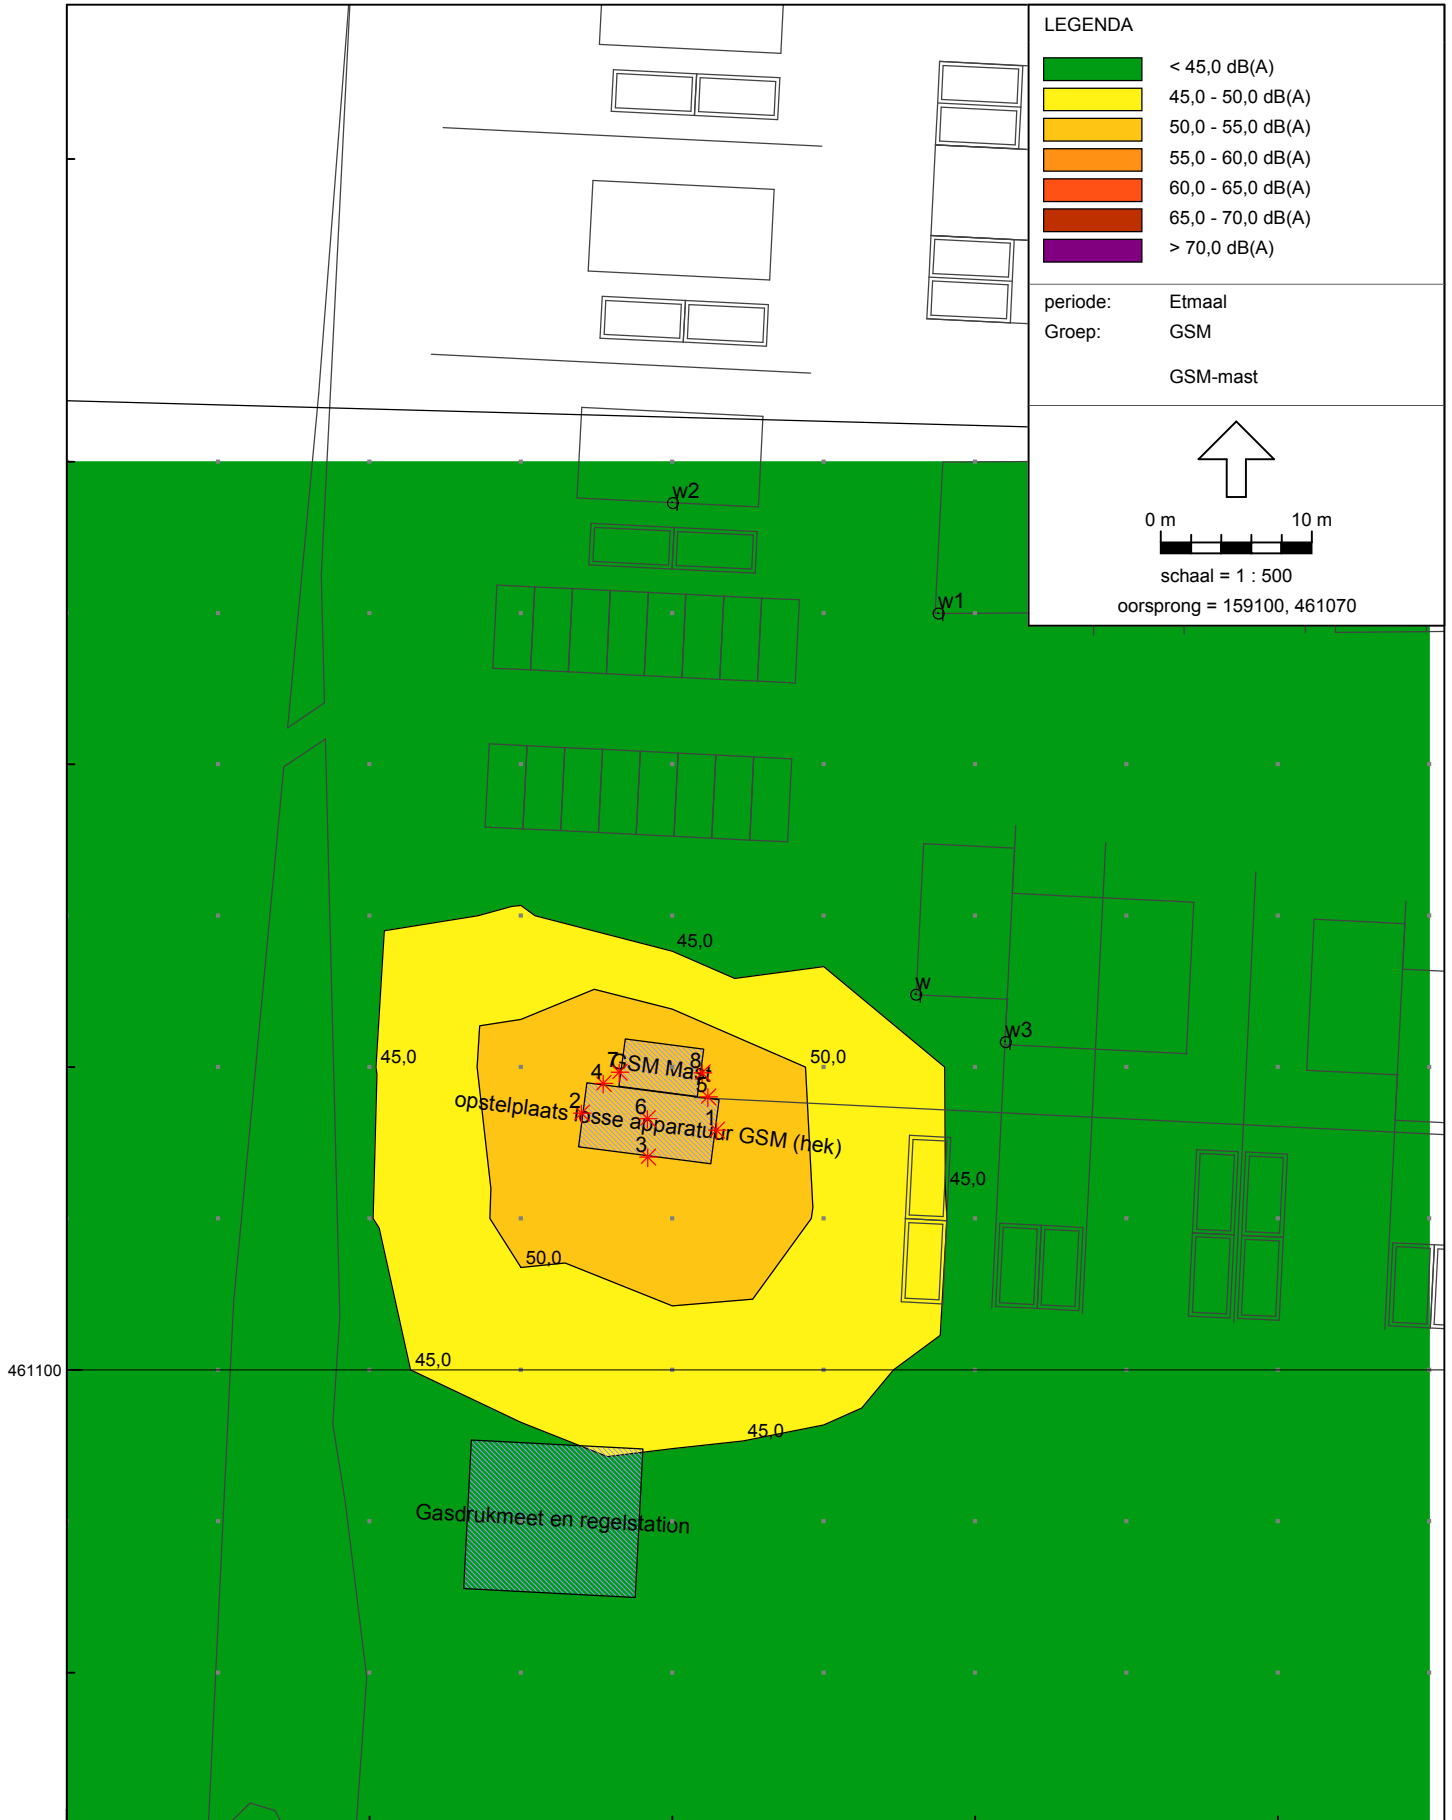 LEGENDA
< 45,0 dB(A)
45,0 - 50,0 dB(A)
50,0 - 55,0 dB(A)
55,0 - 60,0 dB(A)
60,0 - 65,0 dB(A)
65,0 - 70,0 dB(A)
> 70,0 dB(A)
periode: Etmaal
Groep: GSM
GSM-mast
0 m 10 m
schaal = 1 : 500
oorsprong = 159100, 461070
w2
w1
45,0
w
w3
45,0
50,0
7
GSM Mast
8
4
5
2
6
1
opstelplaats losse apparatuur GSM (hek)
3
45,0
50,0
45,0
461100
45,0
Gasdrukmeet en regelstation